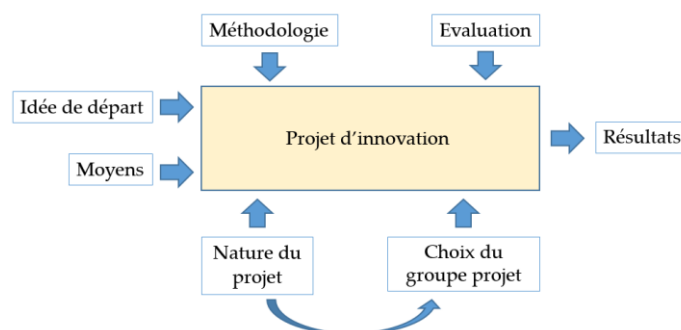 Méthodologie
Evaluation
Idée de départ
Projet d’innovation
Résultats
Moyens
Nature du
projet
Choix du
groupe projet